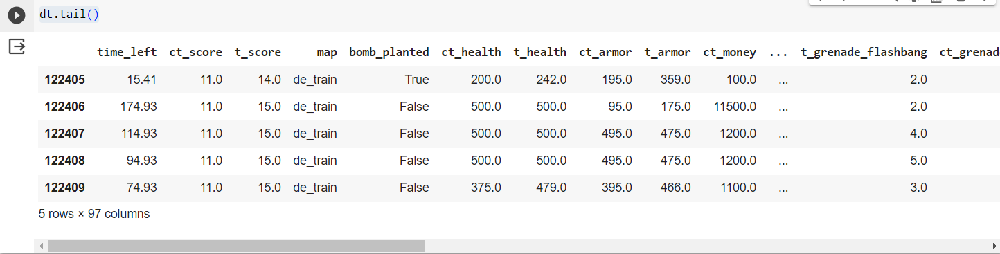 dt.tail()
time_left ct_score t_score map bomb_planted ct_health t_health ct_armor t_armor ct_money ... t_grenade_flashbang ct_grenad
122405 15.41 11.0 14.0 de_train True 200.0 242.0 195.0 359.0 100.0 ... 2.0
122406 174.93 11.0 15.0 de_train False 500.0 500.0 95.0 175.0 11500.0 ... 2.0
122407 114.93 11.0 15.0 de_train False 500.0 500.0 495.0 475.0 1200.0 ... 4.0
122408 94.93 11.0 15.0 de_train False 500.0 500.0 495.0 475.0 1200.0 ... 5.0
122409 74.93 11.0 15.0 de_train False 375.0 479.0 395.0 466.0 1100.0 ... 3.0
5 rows × 97 columns